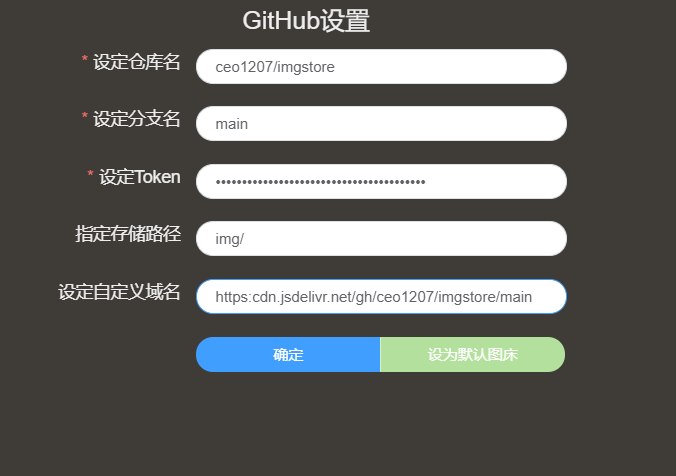 GitHub设置
* 设定仓库名 ceo1207/imgstore
* 设定分支名 main
* 设定Token ••••••••••••••••••••••••••••••••••••••••
指定存储路径 img/
设定自定义域名 https:cdn.jsdelivr.net/gh/ceo1207/imgstore/main
确定 设为默认图床